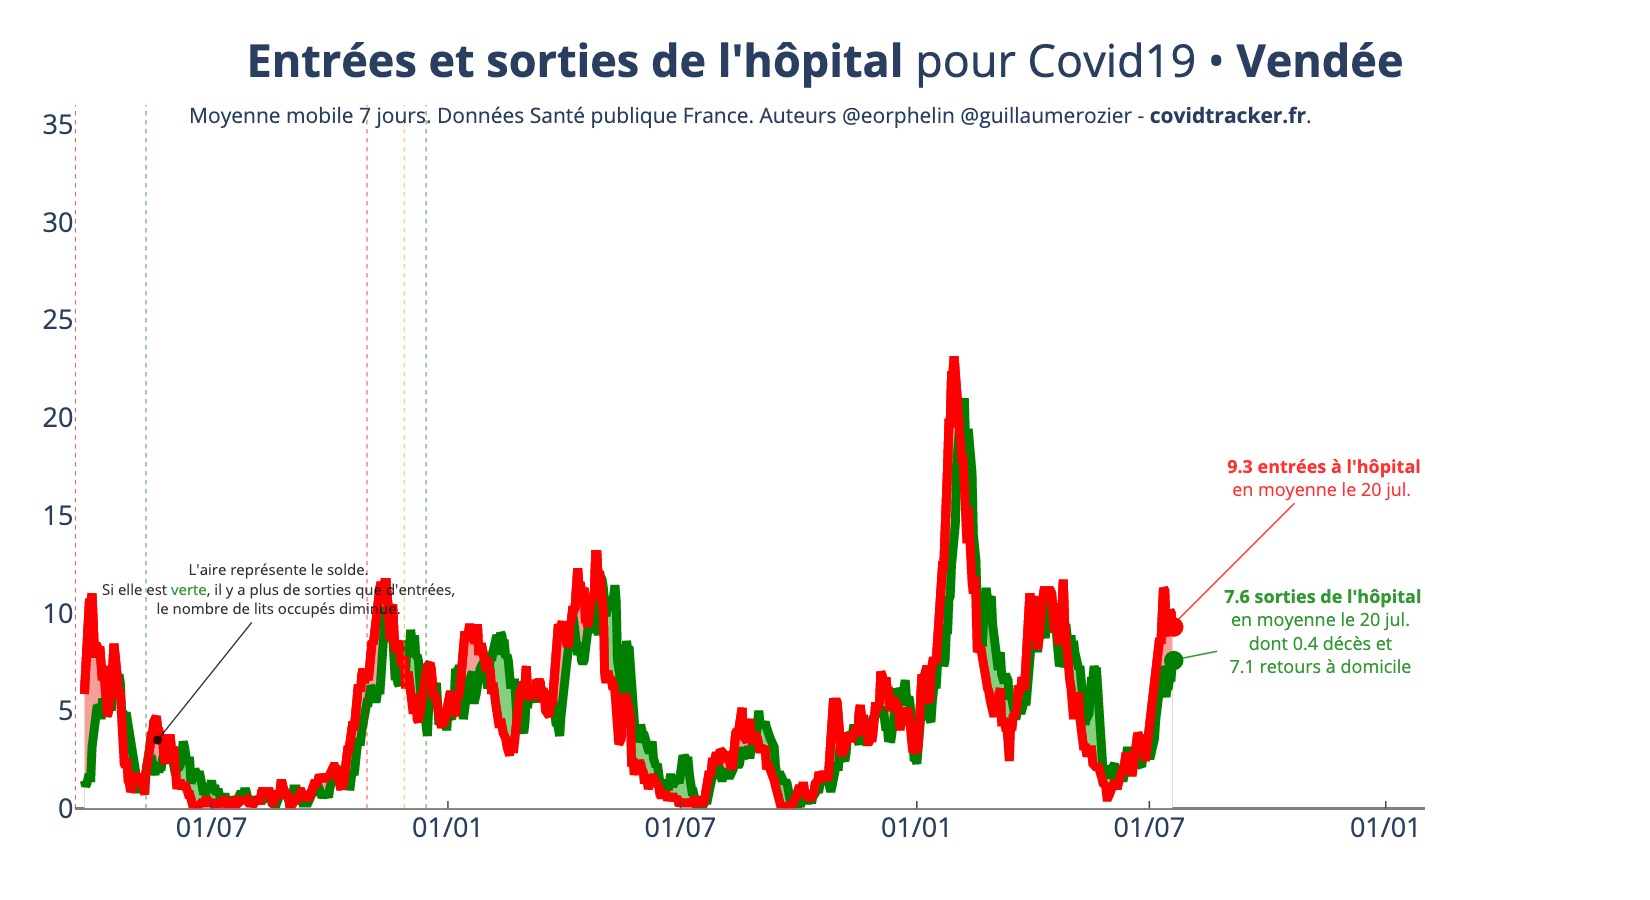 Entrées et sorties de l'hôpital pour Covid19 • Vendée
Moyenne mobile 7 jours. Données Santé publique France. Auteurs @eorphelin @guillaumerozier - covidtracker.fr.
35
30
25
20
15
10
5
0
L'aire représente le solde.
Si elle est verte, il y a plus de sorties que d'entrées,
le nombre de lits occupés diminue.
9.3 entrées à l'hôpital
en moyenne le 20 jul.
7.6 sorties de l'hôpital
en moyenne le 20 jul.
dont 0.4 décès et
7.1 retours à domicile
01/07
01/01
01/07
01/01
01/07
01/01